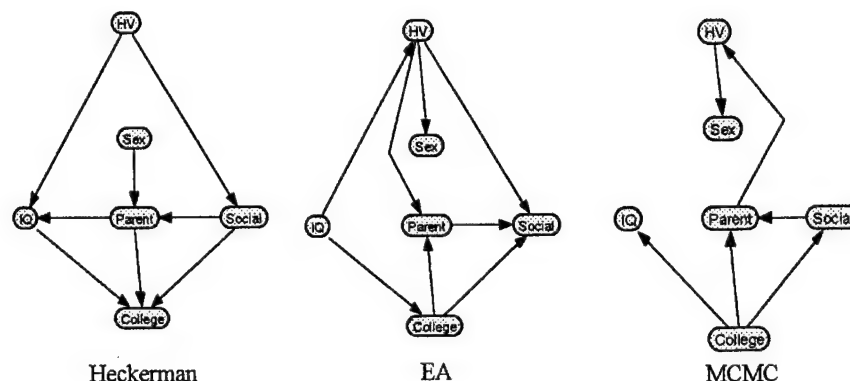 HV
Sex
IQ
Parent
Social
College
Heckerman
HV
Sex
IQ
Parent
Social
College
EA
HV
Sex
IQ
Parent
Social
College
MCMC